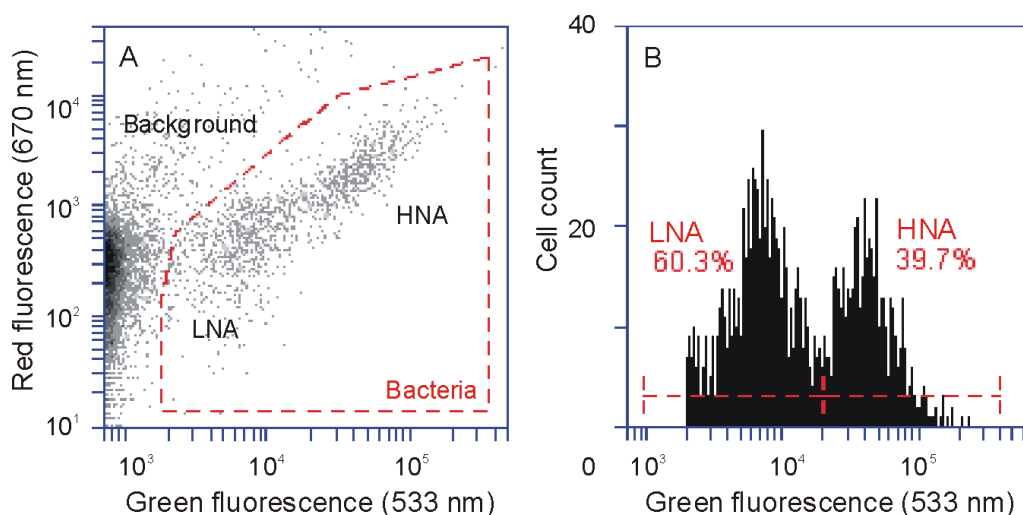 A
Red fluorescence (670 nm)
10^4
10^3
10^2
10^1
Background
HNA
LNA
Bacteria
10^3 10^4 10^5
Green fluorescence (533 nm)
B
Cell count
40
20
0
LNA
60.3%
HNA
39.7%
10^3 10^4 10^5
Green fluorescence (533 nm)